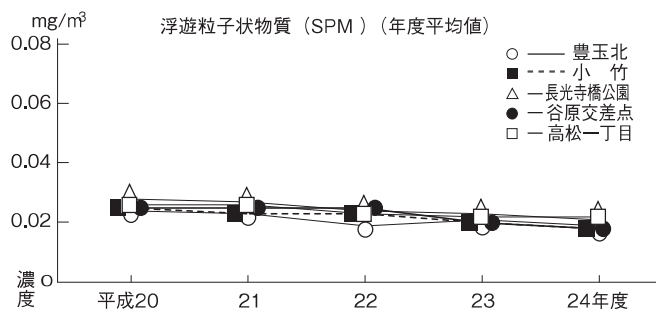 mg/m³ 浮遊粒子状物質（SPM）（年度平均値）
0.08
豊玉北
小 竹
長光寺橋公園
谷原交差点
高松一丁目
0.06
0.04
0.02
0
濃度
平成20 21 22 23 24年度